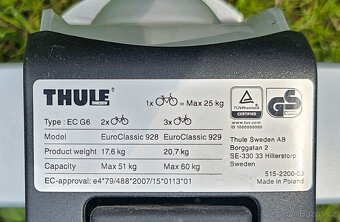 THULE
SWEDEN
1x = Max 25 kg
TÜVRheinland
CERTIFIED
www.tuv.com
GS
Type : EC G6 2x 3x
Model EuroClassic 928 EuroClassic 929
Product weight 17,6 kg 20,7 kg
Capacity Max 51 kg Max 60 kg
EC-approval: e4*79/488*2007/15*0113*01
Thule Sweden AB
Borggatan 2
SE-330 33 Hillerstorp
Sweden
515-2200-03
Made in Poland